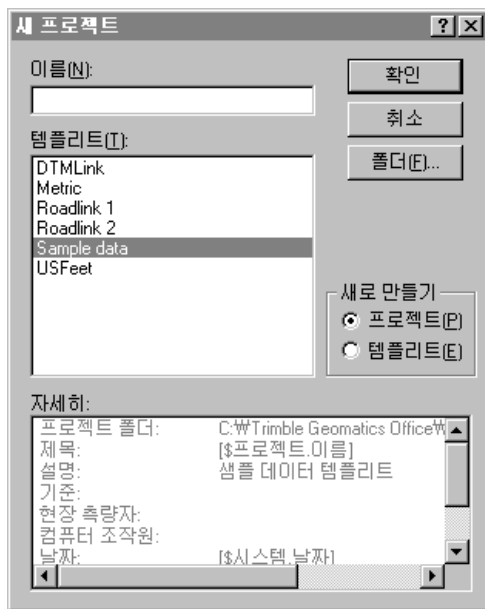 새 프로젝트
이름(N):
확인
취소
템플리트(T):
폴더(F)...
DTMLink
Metric
Roadlink 1
Roadlink 2
Sample data
USFeet
새로 만들기
프로젝트(P)
템플리트(E)
자세히:
프로젝트 폴더: C:\Trimble Geomatics Office\
제목: [$프로젝트.이름]
설명: 샘플 데이터 템플리트
기준:
현장 측량자:
컴퓨터 조작원:
날짜: [$시스템.날짜]